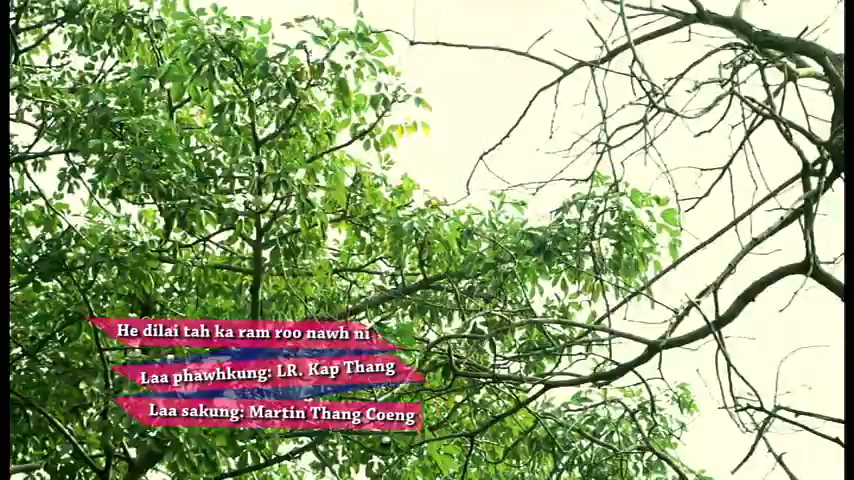 He dilai tah ka ram roo nawh ni
Laa phawhkung: LR. Kap Thang
Laa sakung: Martin Thang Coeng